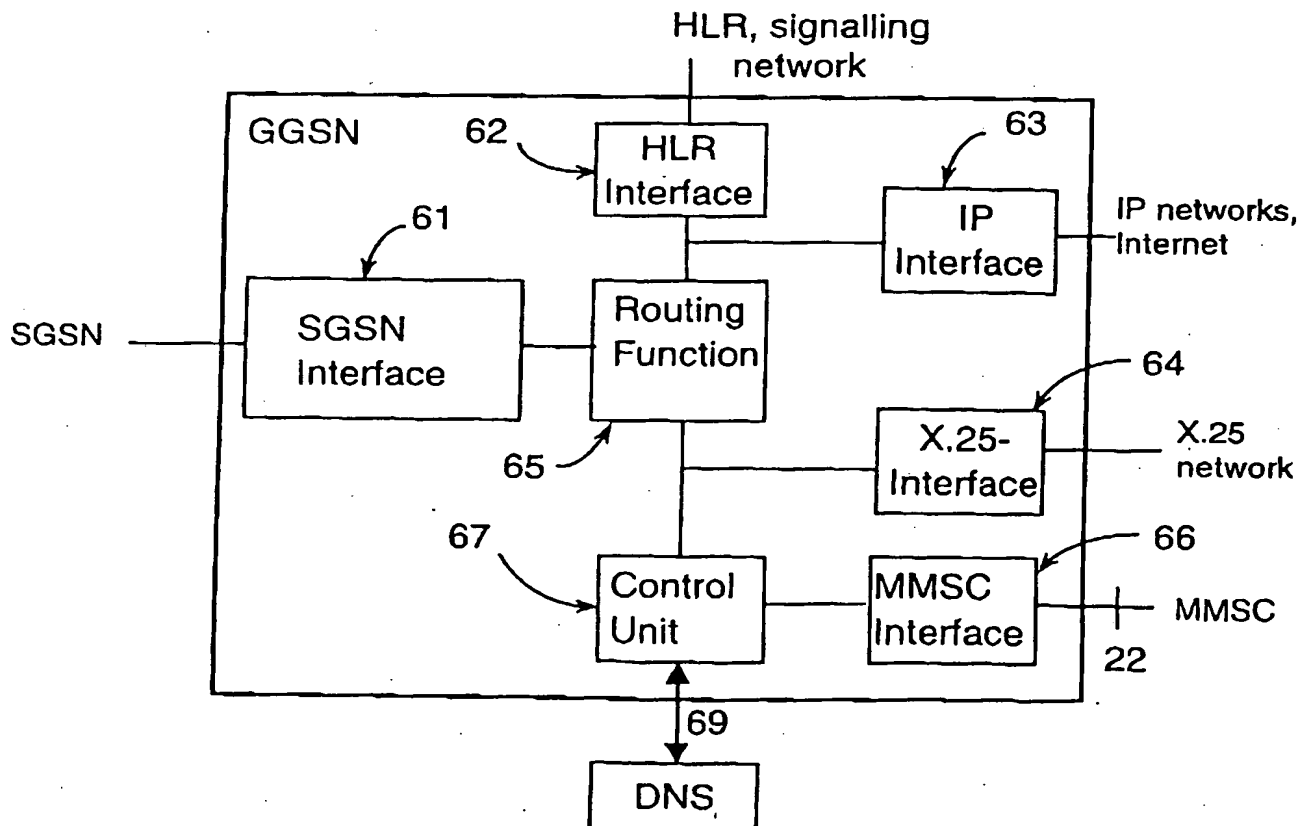 HLR, signalling
network
GGSN
62
HLR
Interface
63
IP
Interface
IP networks,
Internet
61
SGSN
SGSN
Interface
Routing
Function
65
64
X.25-
Interface
X.25
network
67
Control
Unit
66
MMSC
Interface
MMSC
22
69
DNS